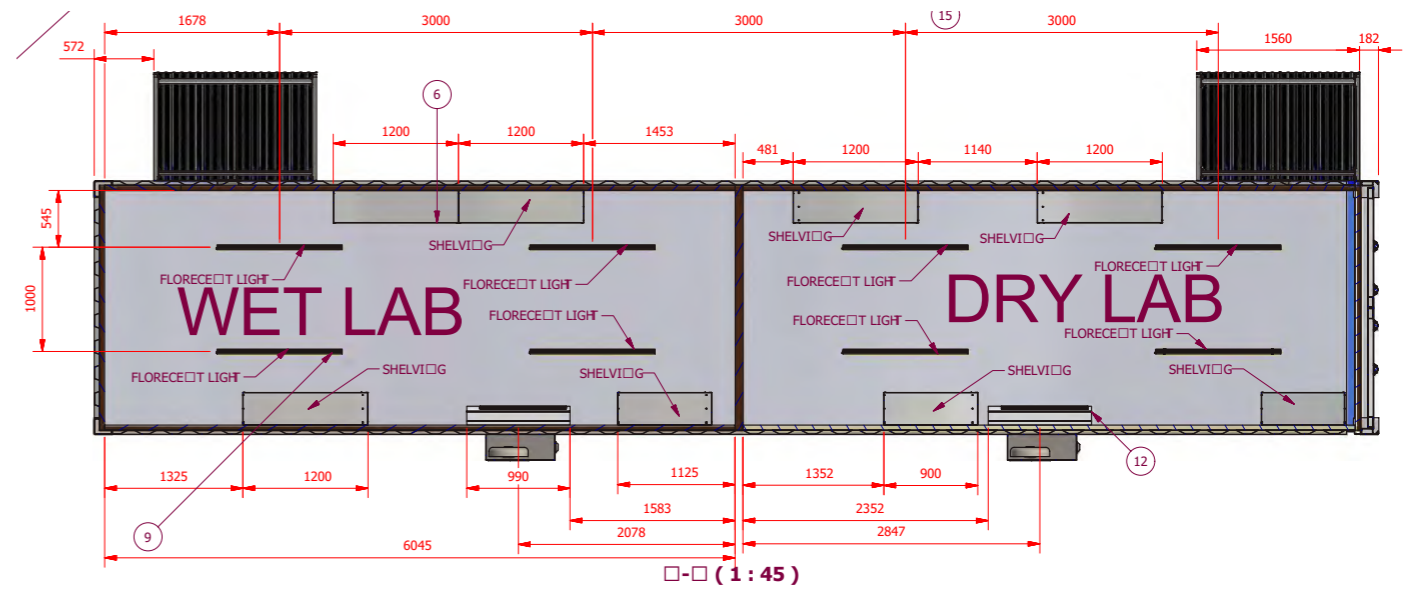 15
1678
3000
3000
3000
572
1560
182
6
1200
1200
1453
481
1200
1140
1200
545
SHELVI□G
SHELVI□G
SHELVI□G
FLORECE□T LIGHT
FLORECE□T LIGHT
FLORECE□T LIGHT
FLORECE□T LIGHT
1000
WET LAB
DRY LAB
FLORECE□T LIGHT
FLORECE□T LIGHT
FLORECE□T LIGHT
FLORECE□T LIGHT
SHELVI□G
SHELVI□G
SHELVI□G
SHELVI□G
12
1325
1200
990
1125
1352
900
1583
2352
9
2078
2847
6045
□-□ ( 1 : 45 )